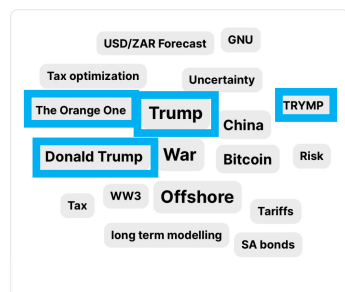 USD/ZAR Forecast GNU
Tax optimization Uncertainty
The Orange One Trump TRYMP
China
Donald Trump War Bitcoin Risk
Tax WW3 Offshore Tariffs
long term modelling SA bonds